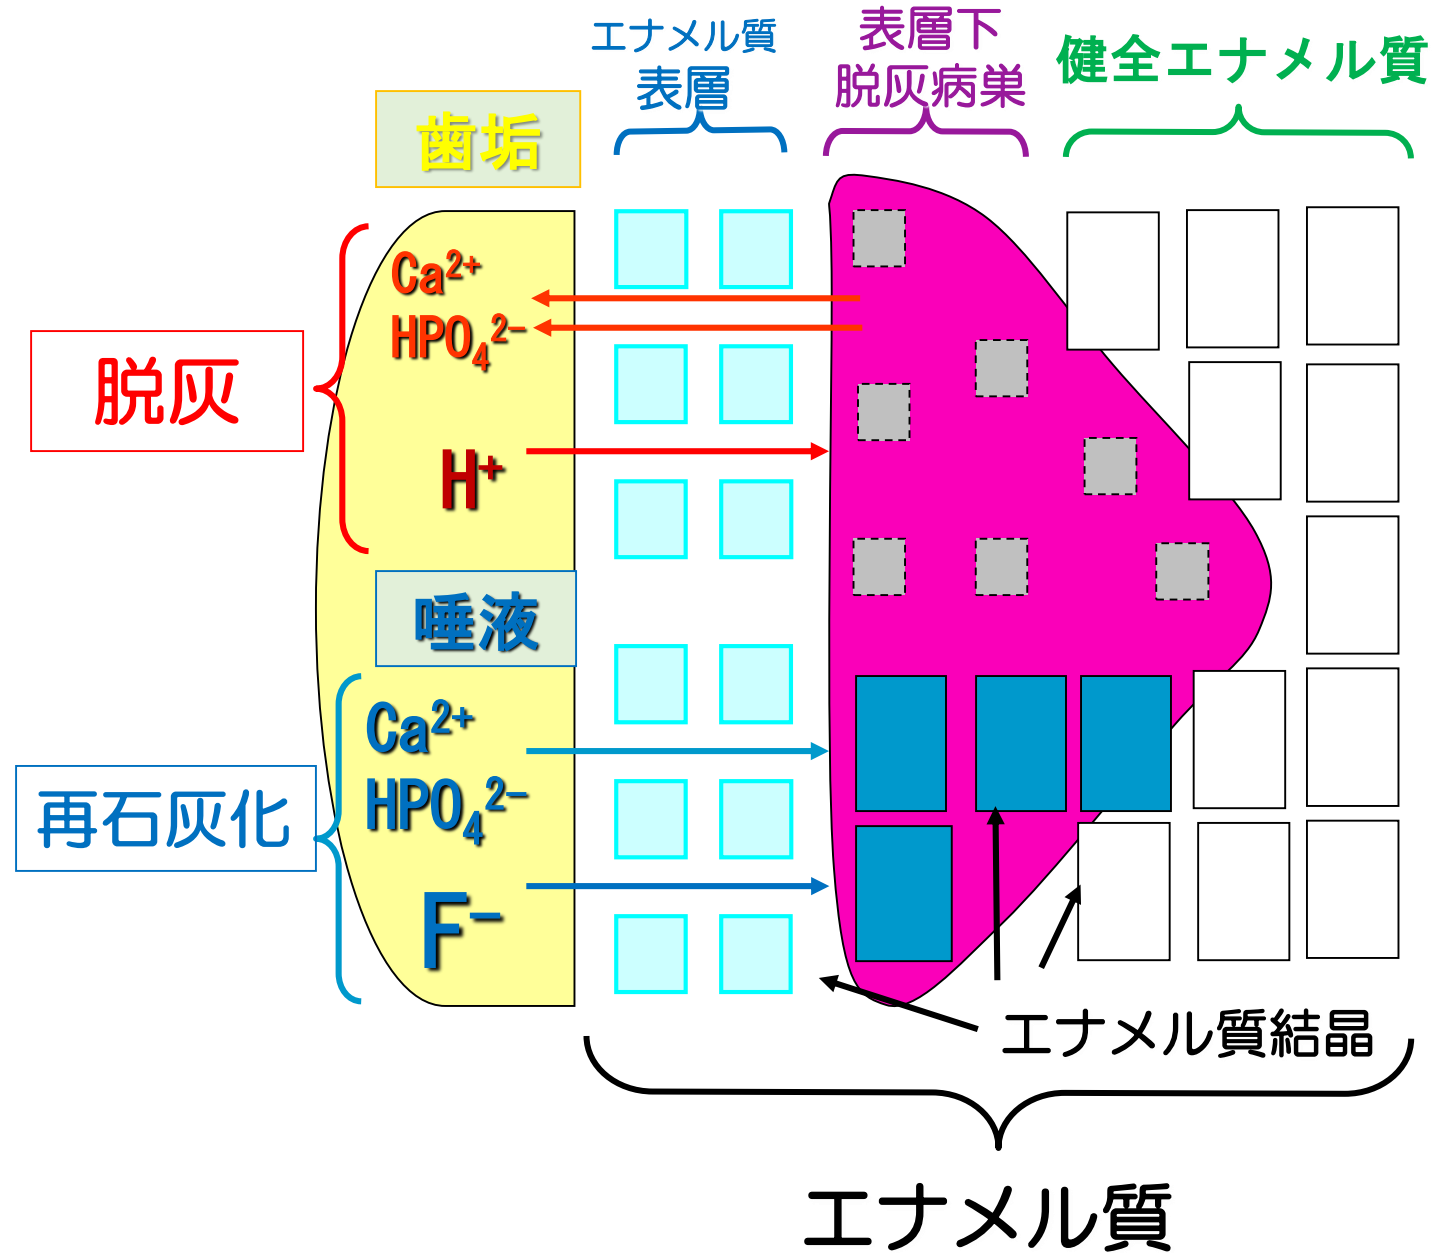 エナメル質
表層
表層下
脱灰病巣
健全エナメル質
歯垢
Ca²⁺
HPO₄²⁻
脱灰
H⁺
唾液
Ca²⁺
HPO₄²⁻
再石灰化
F⁻
エナメル質結晶
エナメル質